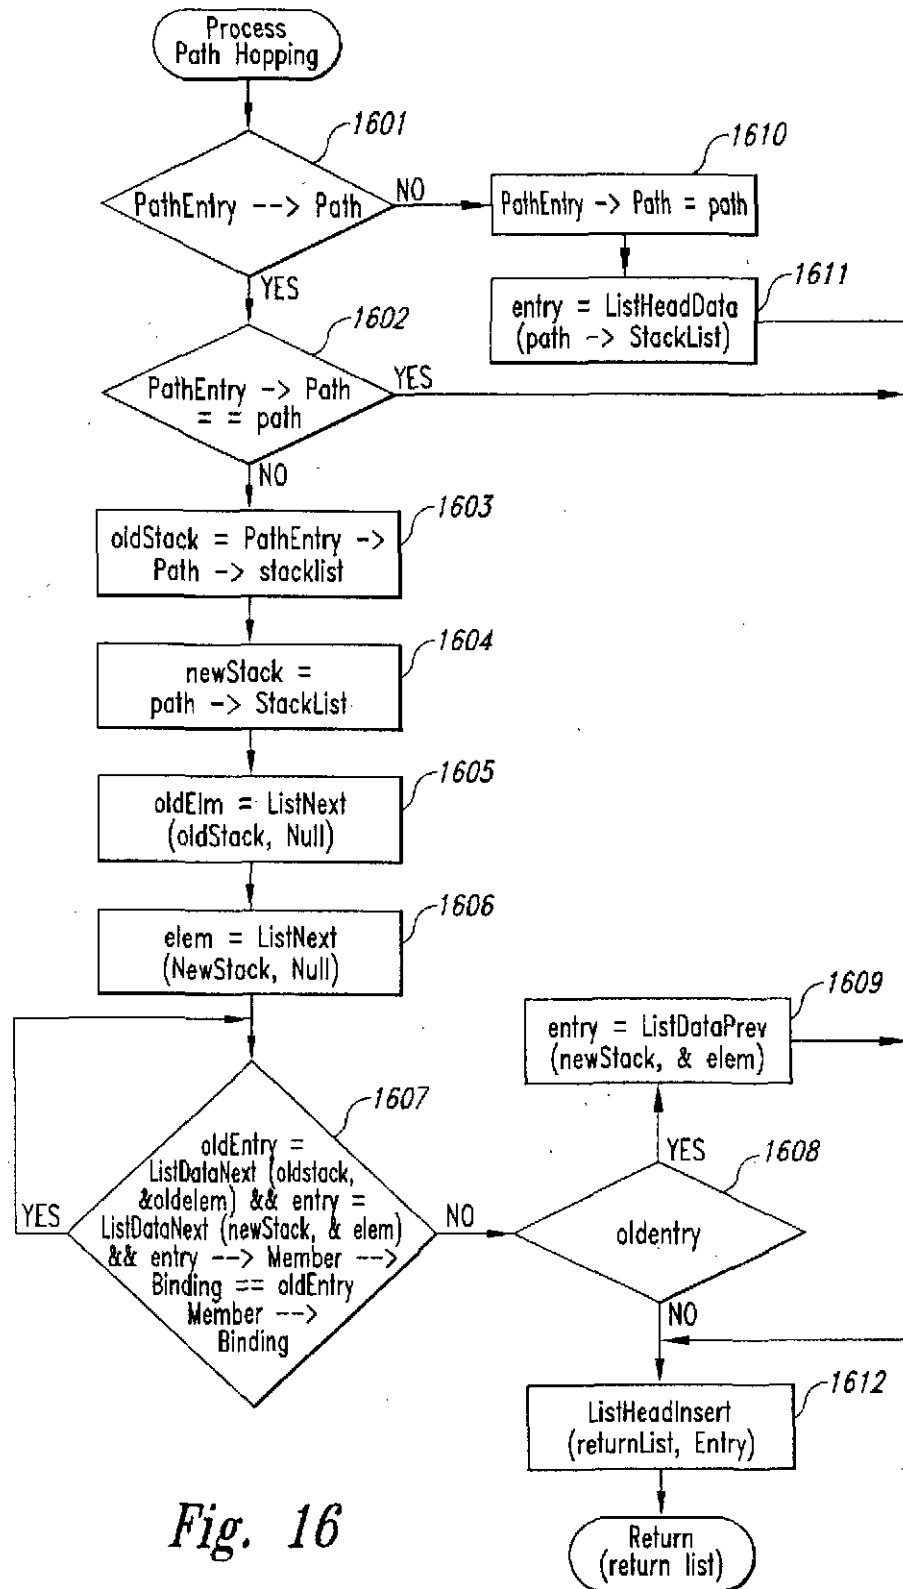 Process
Path Hopping
1601
PathEntry --> Path
NO
YES
1610
PathEntry -> Path = path
1611
entry = ListHeadData
(path -> StackList)
1602
PathEntry -> Path
= = path
YES
NO
1603
oldStack = PathEntry ->
Path -> stacklist
1604
newStack =
path -> StackList
1605
oldElm = ListNext
(oldStack, Null)
1606
elem = ListNext
(NewStack, Null)
1607
oldEntry =
ListDataNext (oldstack,
&oldelem) && entry =
ListDataNext (newStack, & elem)
&& entry --> Member -->
Binding == oldEntry
Member -->
Binding
YES
NO
1609
entry = ListDataPrev
(newStack, & elem)
YES
1608
oldentry
NO
1612
ListHeadInsert
(returnList, Entry)
Return
(return list)
Fig. 16